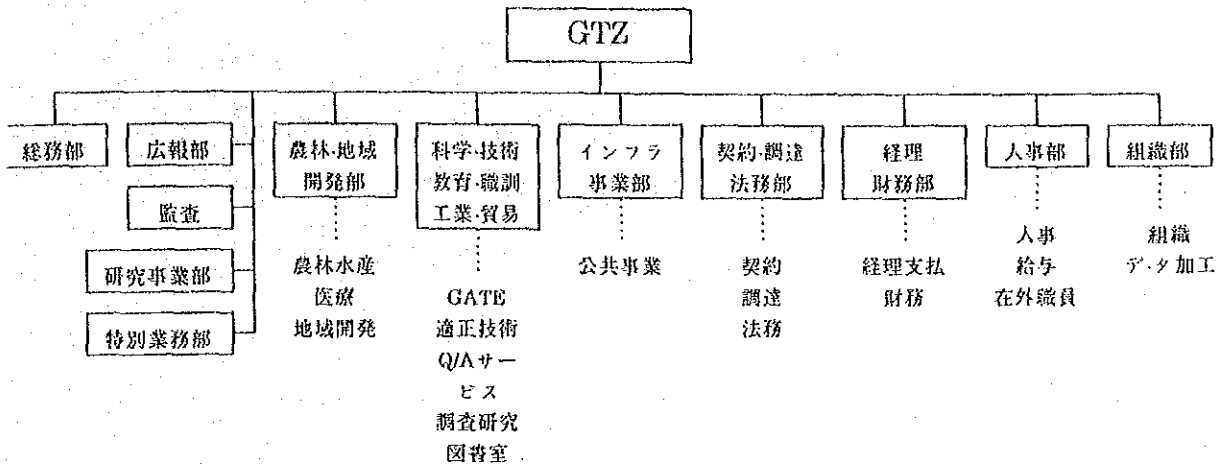 GTZ
総務部
広報部
監査
研究事業部
特別業務部
農林・地域
開発部
農林水産
医療
地域開発
科学・技術
教育・職訓
工業・貿易
GATE
適正技術
Q/Aサー
ビス
調査研究
図書室
インフラ
事業部
公共事業
契約・調達
法務部
契約
調達
法務
経理
財務部
経理支払
財務
人事部
人事
給与
在外職員
組織部
組織
データ加工